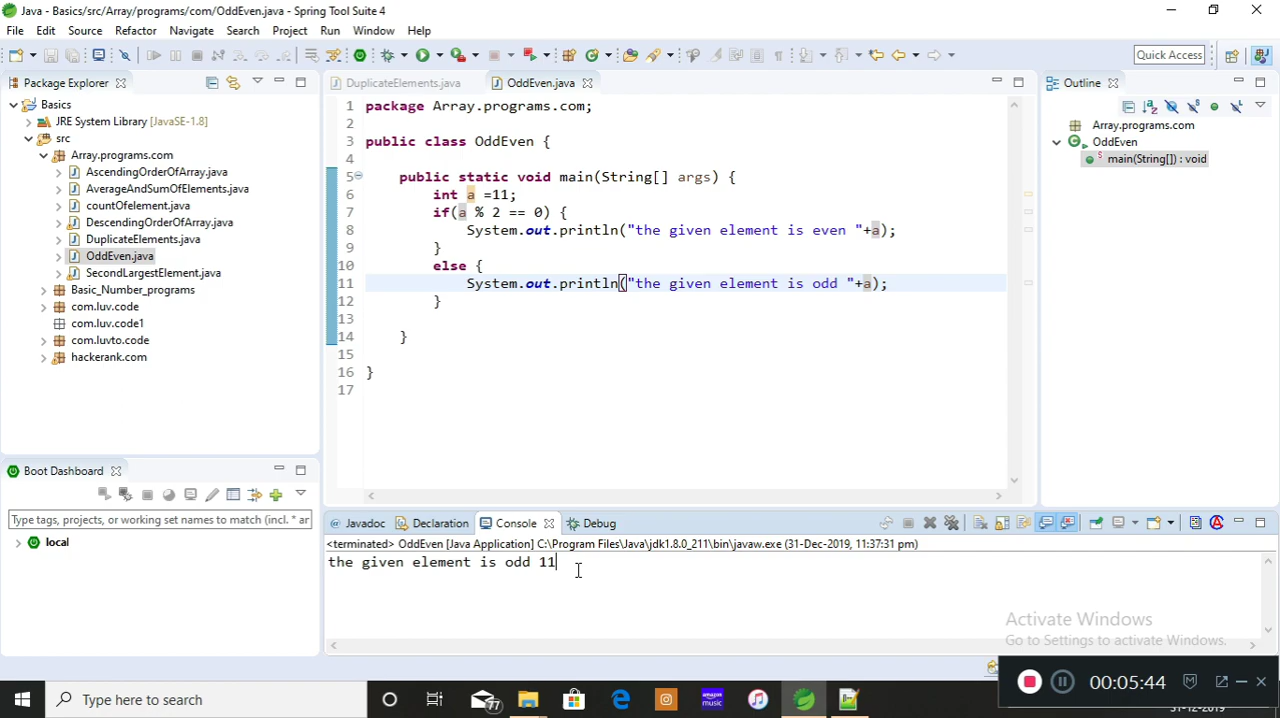 Java - Basics/src/Array/programs/com/OddEven.java - Spring Tool Suite 4
File Edit Source Refactor Navigate Search Project Run Window Help
Quick Access
Package Explorer
Basics
JRE System Library [JavaSE-1.8]
src
Array.programs.com
AscendingOrderOfArray.java
AverageAndSumOfElements.java
countOfelement.java
DescendingOrderOfArray.java
DuplicateElements.java
OddEven.java
SecondLargestElement.java
Basic_Number_programs
com.luv.code
com.luv.code1
com.luvto.code
hackerank.com
Boot Dashboard
Type tags, projects, or working set names to match (incl. * ar
local
DuplicateElements.java OddEven.java
1 package Array.programs.com;
2
3 public class OddEven {
4
5 public static void main(String[] args) {
6 int a =11;
7 if(a % 2 == 0) {
8 System.out.println("the given element is even "+a);
9 }
10 else {
11 System.out.println("the given element is odd "+a);
12 }
13
14 }
15
16 }
17
Outline
Array.programs.com
OddEven
main(String[]) : void
Javadoc Declaration Console Debug
<terminated> OddEven [Java Application] C:\Program Files\Java\jdk1.8.0_211\bin\javaw.exe (31-Dec-2019, 11:37:31 pm)
the given element is odd 11
Activate Windows
Go to Settings to activate Windows.
00:05:44
Type here to search
77
31-12-2019